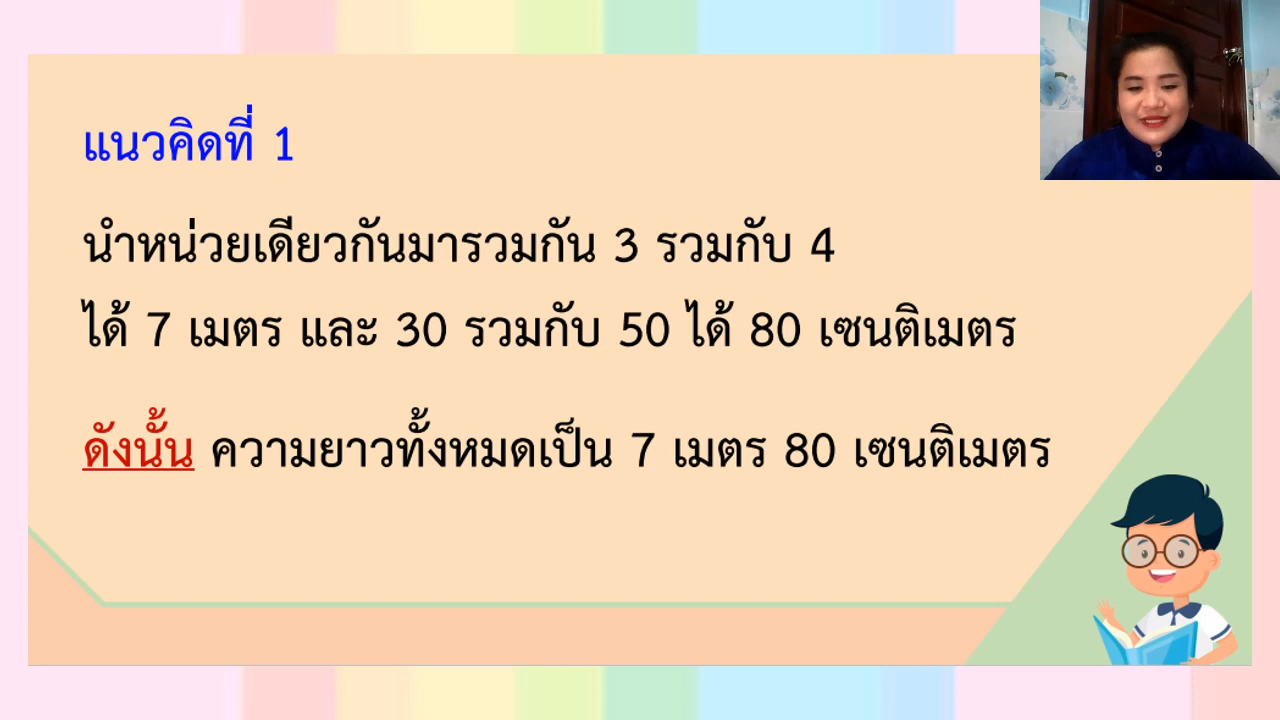 แนวคิดที่ 1
นำหน่วยเดียวกันมารวมกัน 3 รวมกับ 4
ได้ 7 เมตร และ 30 รวมกับ 50 ได้ 80 เซนติเมตร
ดังนั้น ความยาวทั้งหมดเป็น 7 เมตร 80 เซนติเมตร